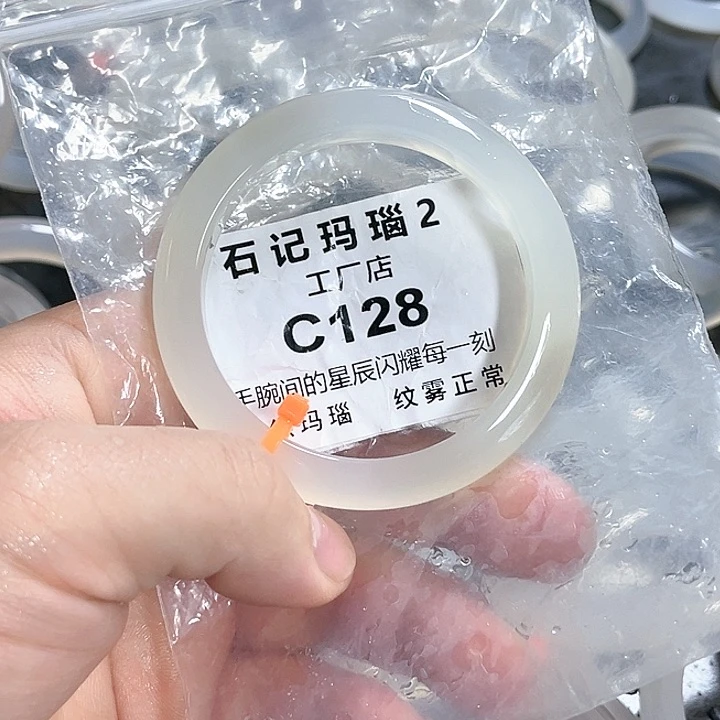 石记玛瑙2
工厂店
C128
手腕间的星辰闪耀每一刻
玛瑙 纹雾正常